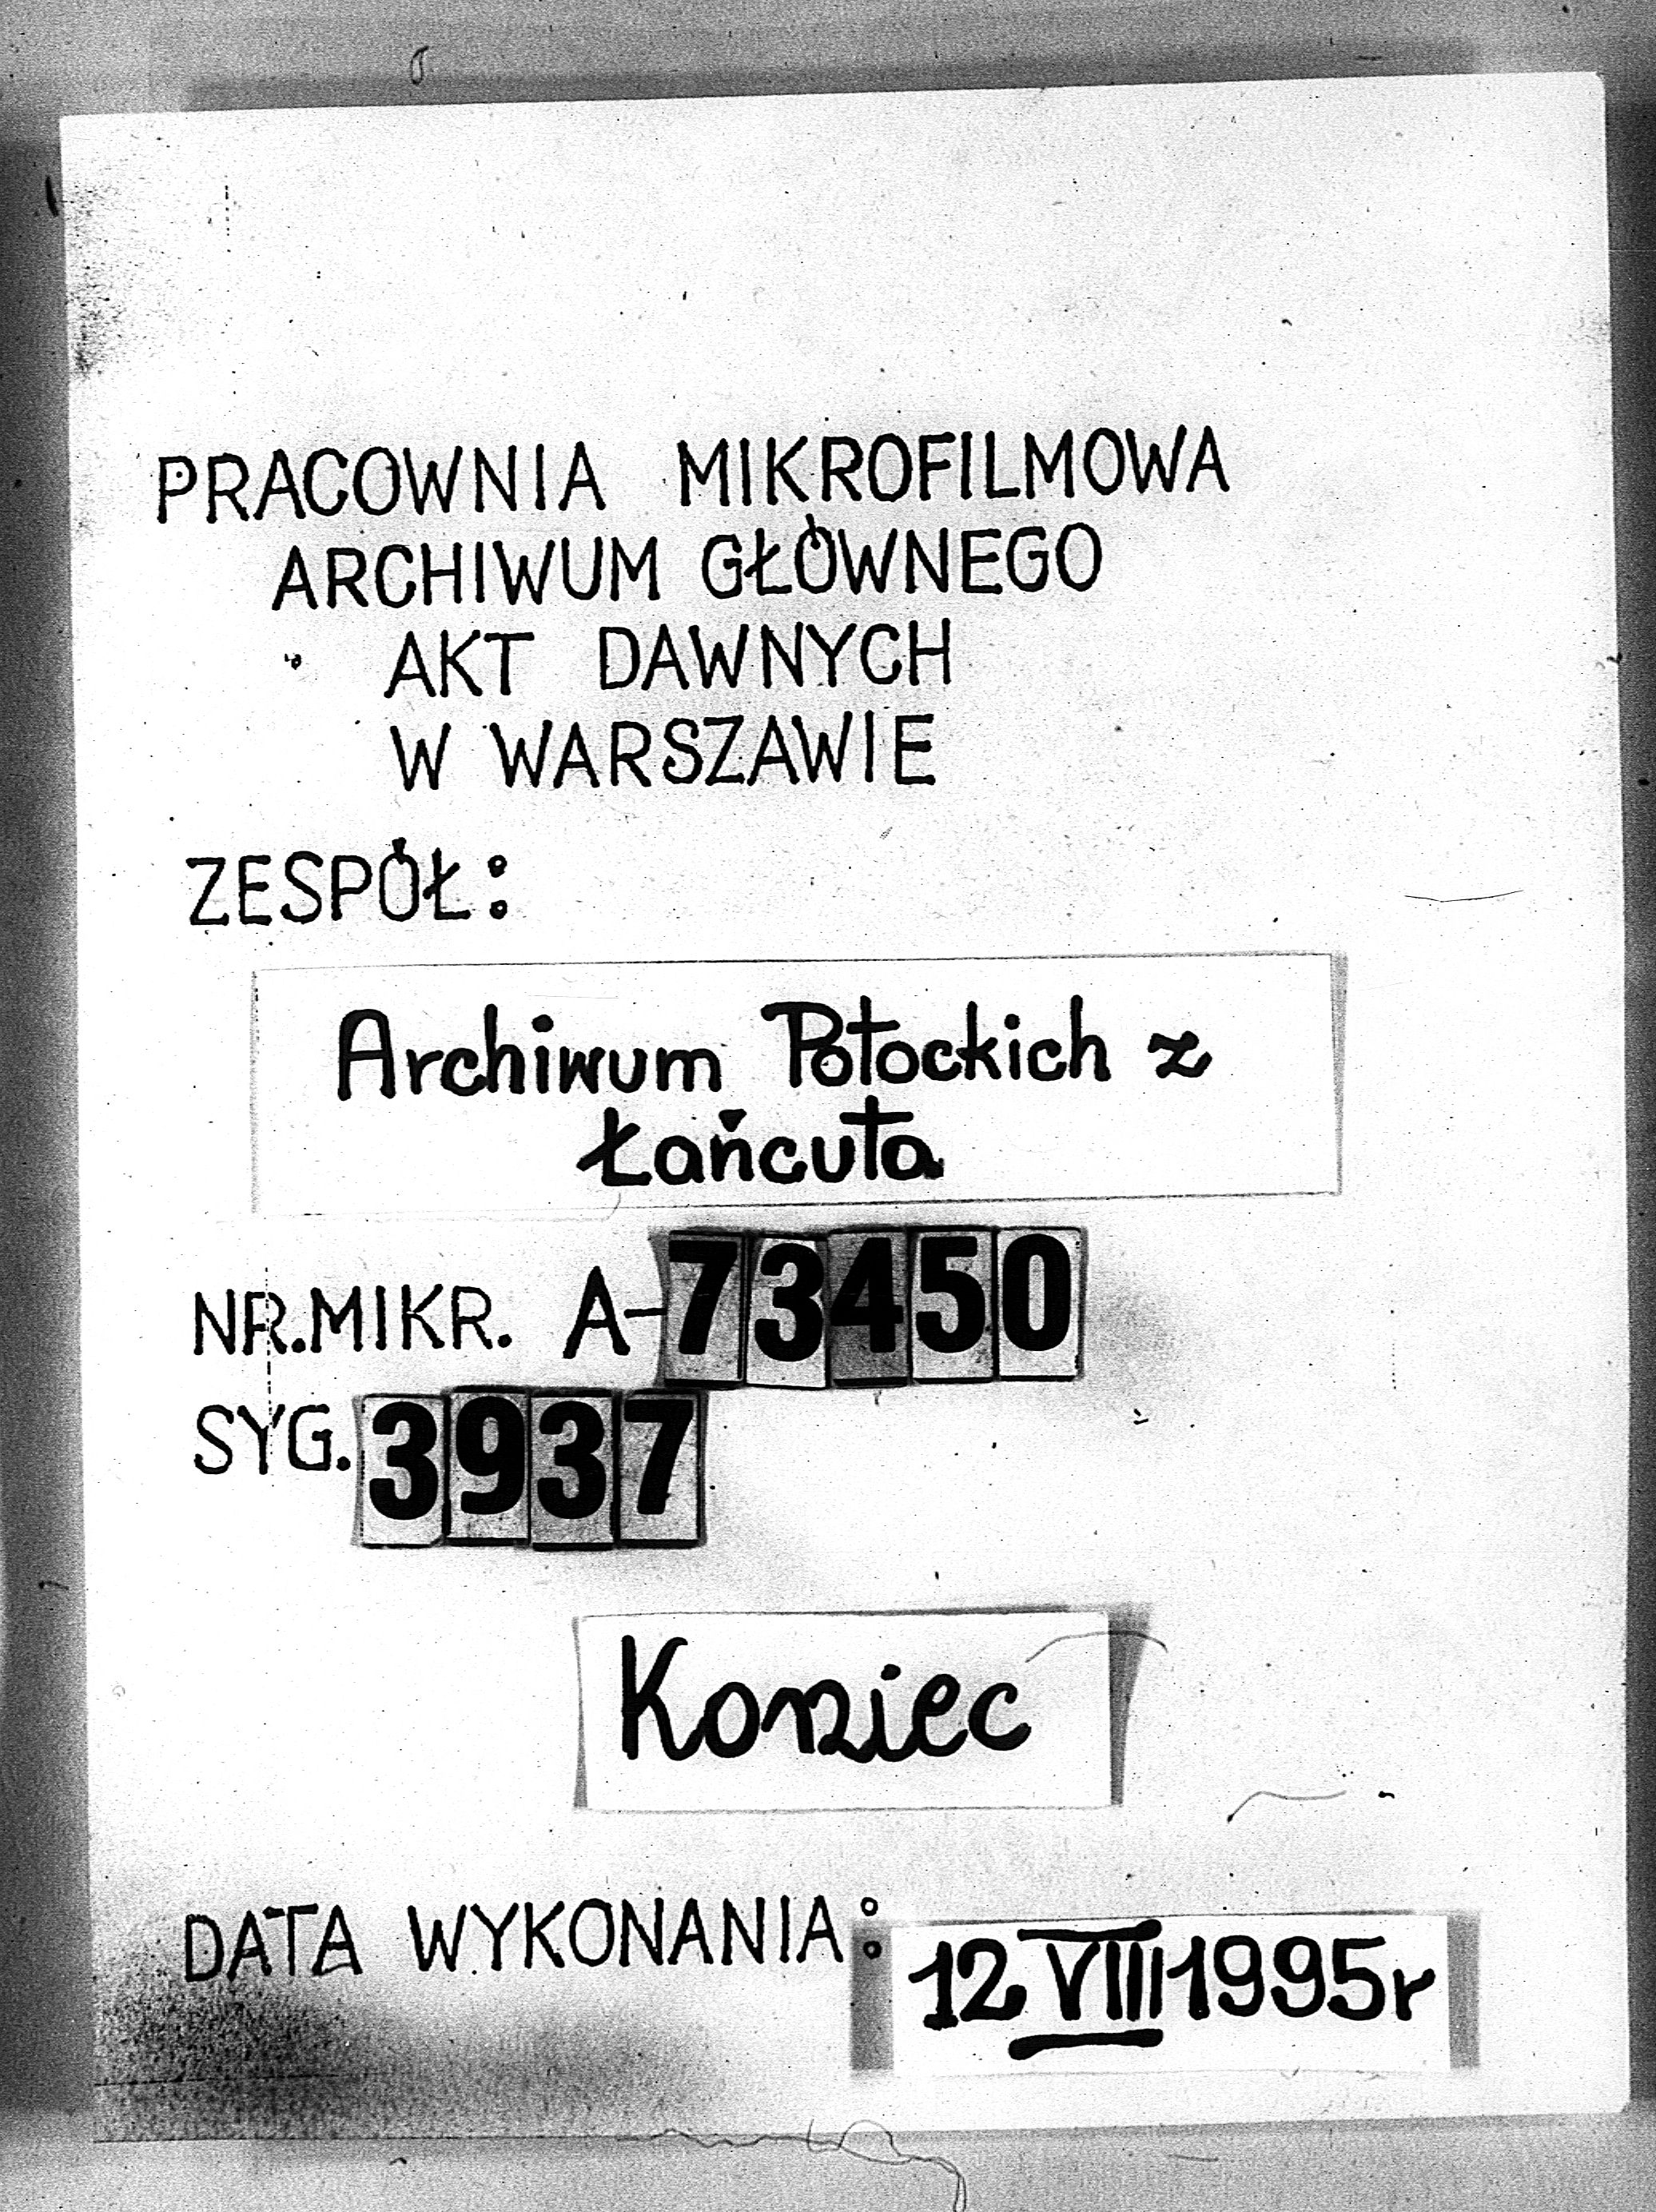 PRACOWNIA MIKROFILMOWA
ARCHIWUM GŁÓWNEGO
AKT DAWNYCH
W WARSZAWIE
ZESPÓŁ:
Archiwum Potockich z
Łańcuta
NR.MIKR. A-73450
SYG. 3937
Koniec
DATA WYKONANIA: 12 VIII 1995r